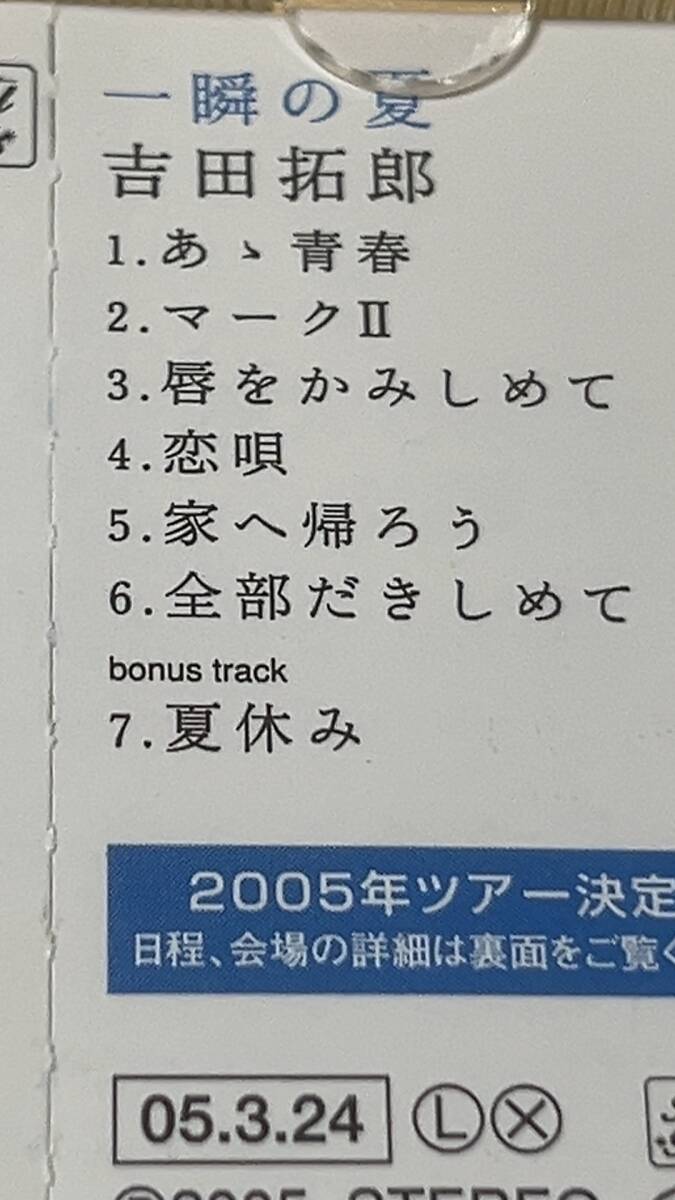 一瞬の夏
吉田拓郎
1.あゝ青春
2.マークⅡ
3.唇をかみしめて
4.恋唄
5.家へ帰ろう
6.全部だきしめて
bonus track
7.夏休み
2005年ツアー決定
日程、会場の詳細は裏面をご覧く
05.3.24 Ⓛ Ⓧ
Ⓟ2005 STEREO